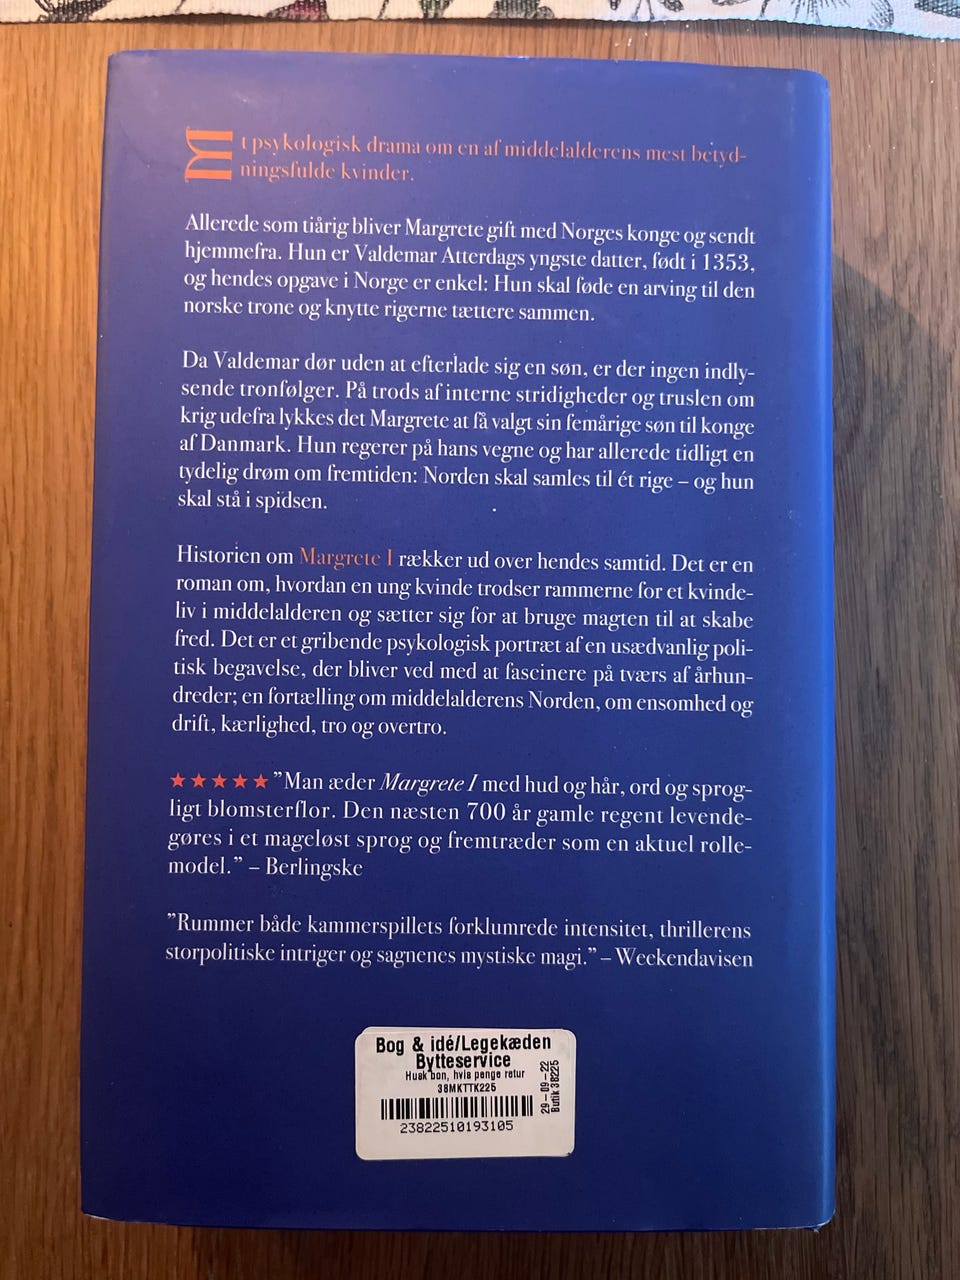 Et psykologisk drama om en af middelalderens mest betyd-
ningsfulde kvinder.
Allerede som tiårig bliver Margrete gift med Norges konge og sendt
hjemmefra. Hun er Valdemar Atterdags yngste datter, født i 1353,
og hendes opgave i Norge er enkel: Hun skal føde en arving til den
norske trone og knytte rigerne tættere sammen.
Da Valdemar dør uden at efterlade sig en søn, er der ingen indly-
sende tronfølger. På trods af interne stridigheder og truslen om
krig udefra lykkes det Margrete at få valgt sin femårige søn til konge
af Danmark. Hun regerer på hans vegne og har allerede tidligt en
tydelig drøm om fremtiden: Norden skal samles til ét rige – og hun
skal stå i spidsen.
Historien om Margrete I rækker ud over hendes samtid. Det er en
roman om, hvordan en ung kvinde trodser rammerne for et kvinde-
liv i middelalderen og sætter sig for at bruge magten til at skabe
fred. Det er et gribende psykologisk portræt af en usædvanlig poli-
tisk begavelse, der bliver ved med at fascinere på tværs af århun-
dreder; en fortælling om middelalderens Norden, om ensomhed og
drift, kærlighed, tro og overtro.
★★★★★ ”Man æder Margrete I med hud og hår, ord og sprog-
ligt blomsterflor. Den næsten 700 år gamle regent levende-
gøres i et mageløst sprog og fremtræder som en aktuel rolle-
model.” – Berlingske
”Rummer både kammerspillets forklumrede intensitet, thrillerens
storpolitiske intriger og sagnenes mystiske magi.” – Weekendavisen
Bog & idé/Legekæden
Bytteservice
Husk bon, hvis penge retur
38MKTTK225
23822510193105
29-09-22
Butik 38225